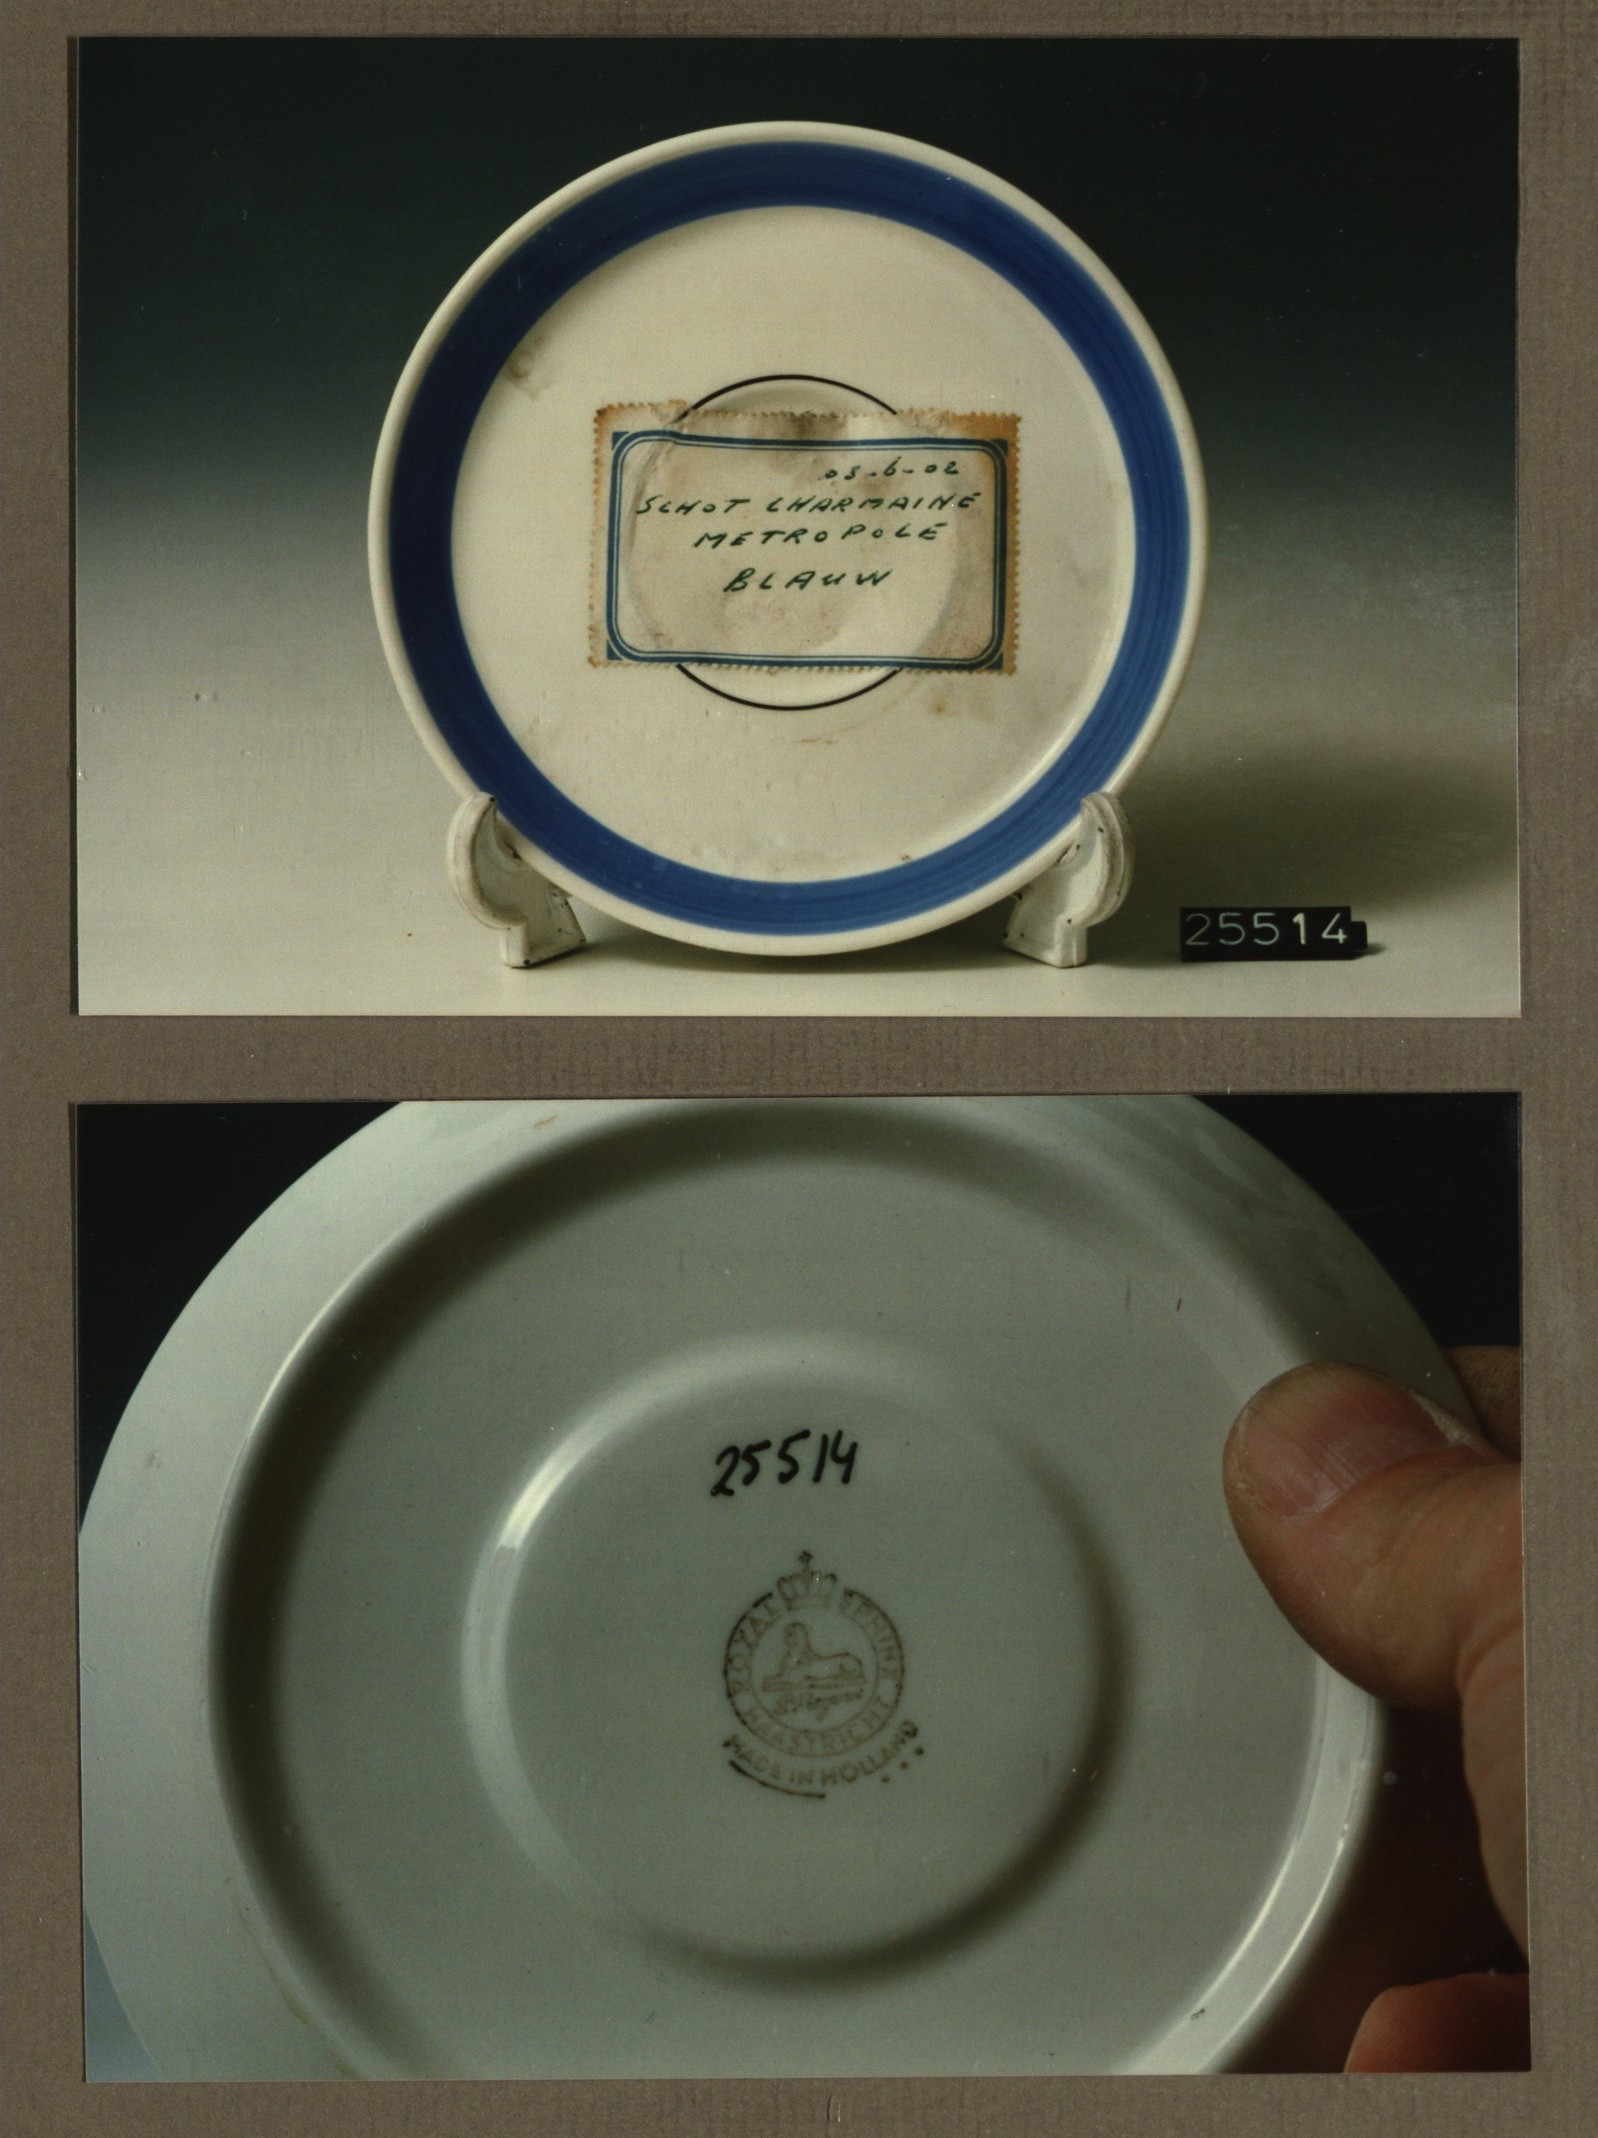 03-6-02
SCHOT CHARMAINE
METROPOLE
BLAUW
25514
25514
ROYAL SPHINX
MAASTRICHT
MADE IN HOLLAND